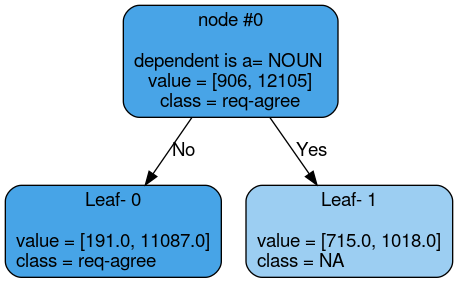 node #0
dependent is a= NOUN
value = [906, 12105]
class = req-agree
No
Yes
Leaf- 0
value = [191.0, 11087.0]
class = req-agree
Leaf- 1
value = [715.0, 1018.0]
class = NA